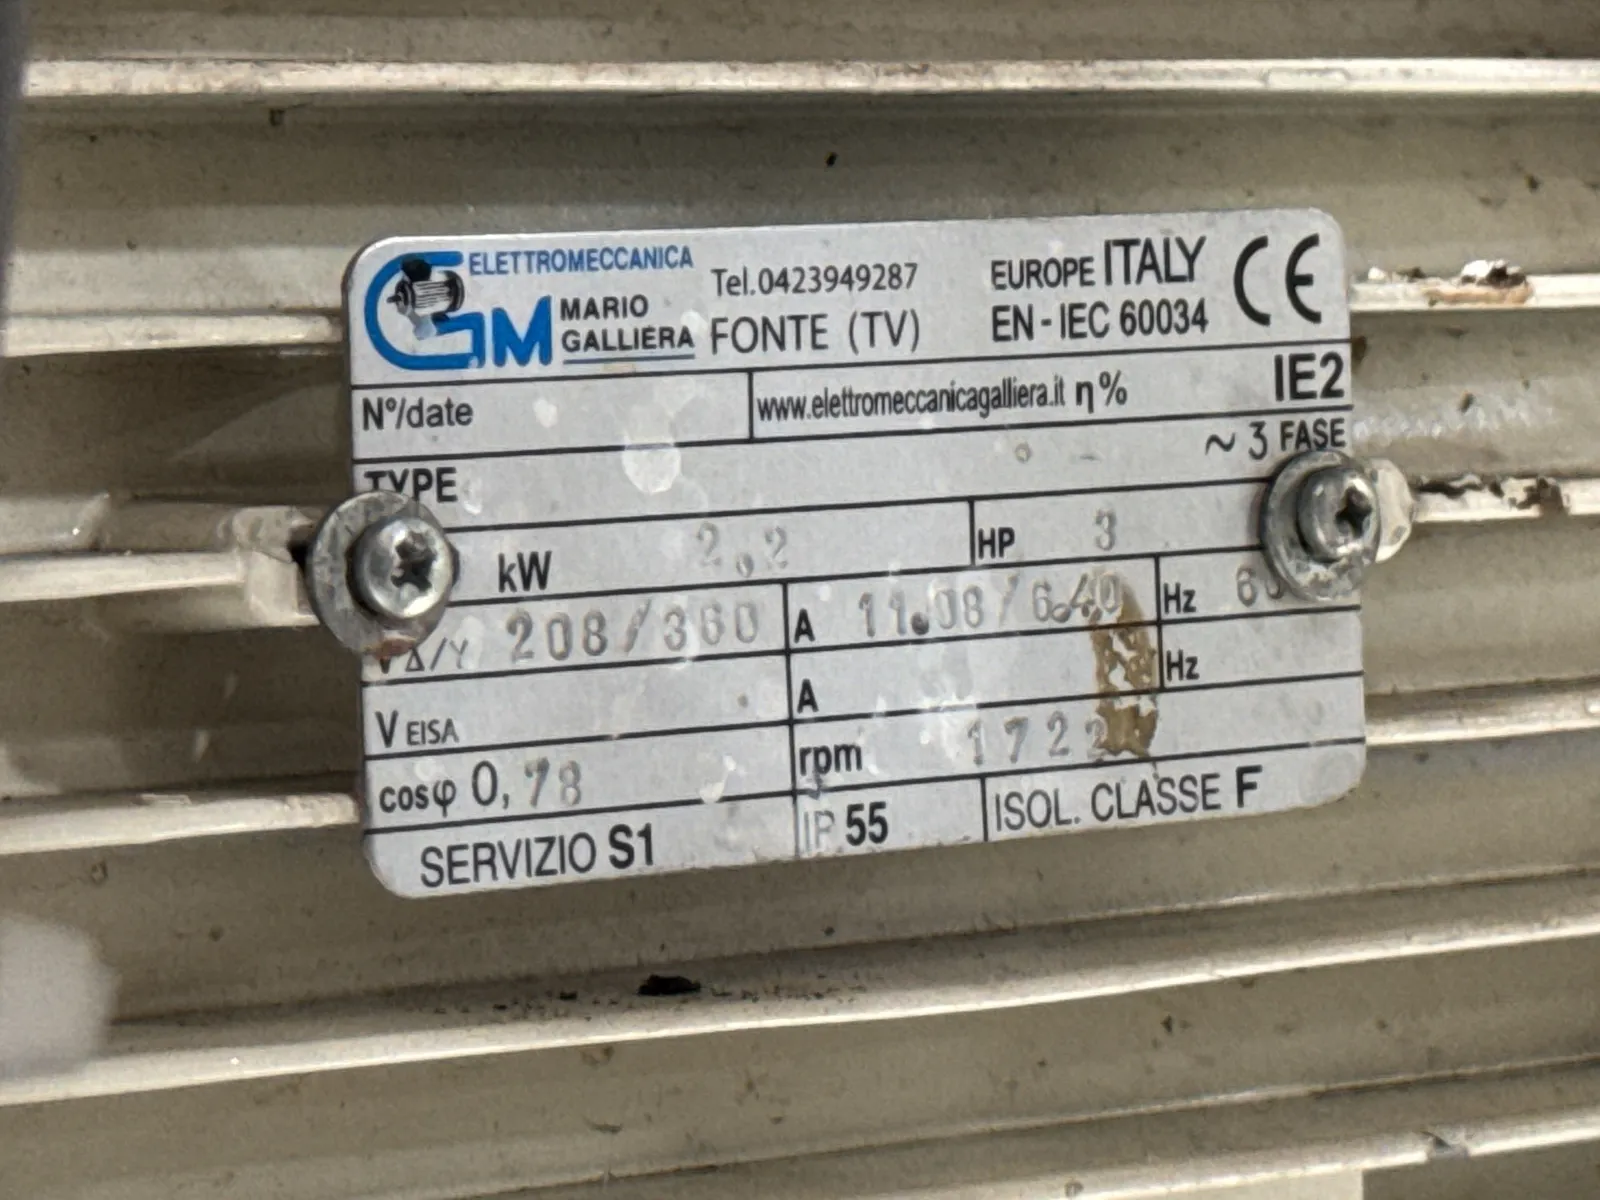 GM ELETTROMECCANICA
MARIO
GALLIERA
Tel.0423949287
FONTE (TV)
EUROPE ITALY
EN - IEC 60034
CE
N°/date
www.elettromeccanicagalliera.it η% IE2
TYPE ~ 3 FASE
kW 2,2 HP 3
V Δ/Y 208/360 A 11.08/6.40 Hz
V EISA A Hz
cosφ 0,78 rpm 1722
SERVIZIO S1 IP 55 ISOL. CLASSE F